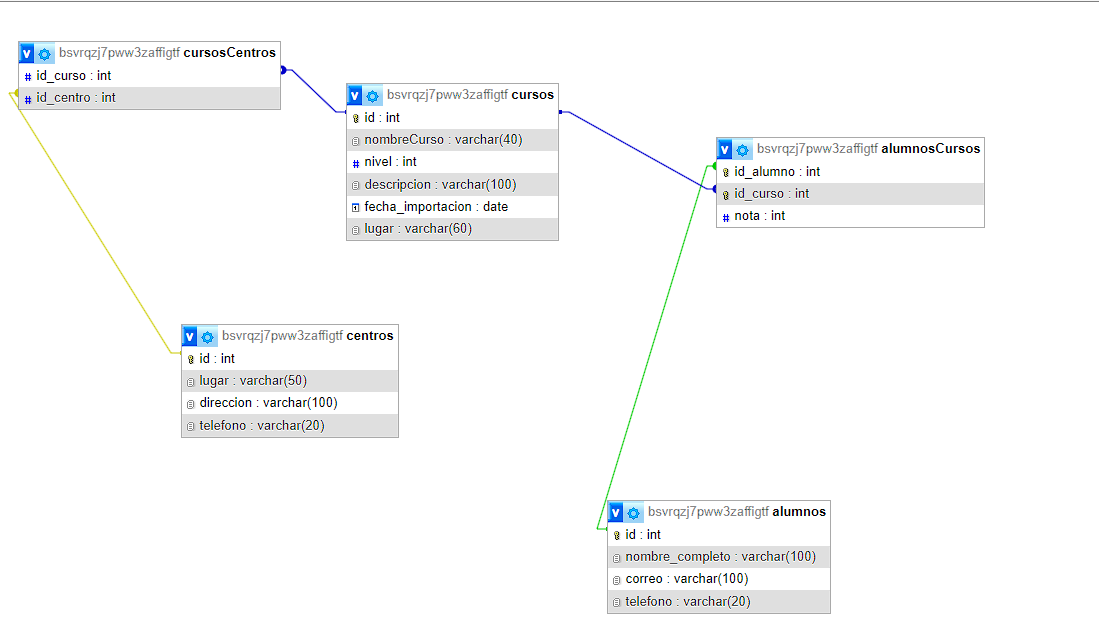 bsvrqzj7pww3zaffigtf cursosCentros
id_curso : int
id_centro : int
bsvrqzj7pww3zaffigtf cursos
id : int
nombreCurso : varchar(40)
nivel : int
descripcion : varchar(100)
fecha_importacion : date
lugar : varchar(60)
bsvrqzj7pww3zaffigtf alumnosCursos
id_alumno : int
id_curso : int
nota : int
bsvrqzj7pww3zaffigtf centros
id : int
lugar : varchar(50)
direccion : varchar(100)
telefono : varchar(20)
bsvrqzj7pww3zaffigtf alumnos
id : int
nombre_completo : varchar(100)
correo : varchar(100)
telefono : varchar(20)